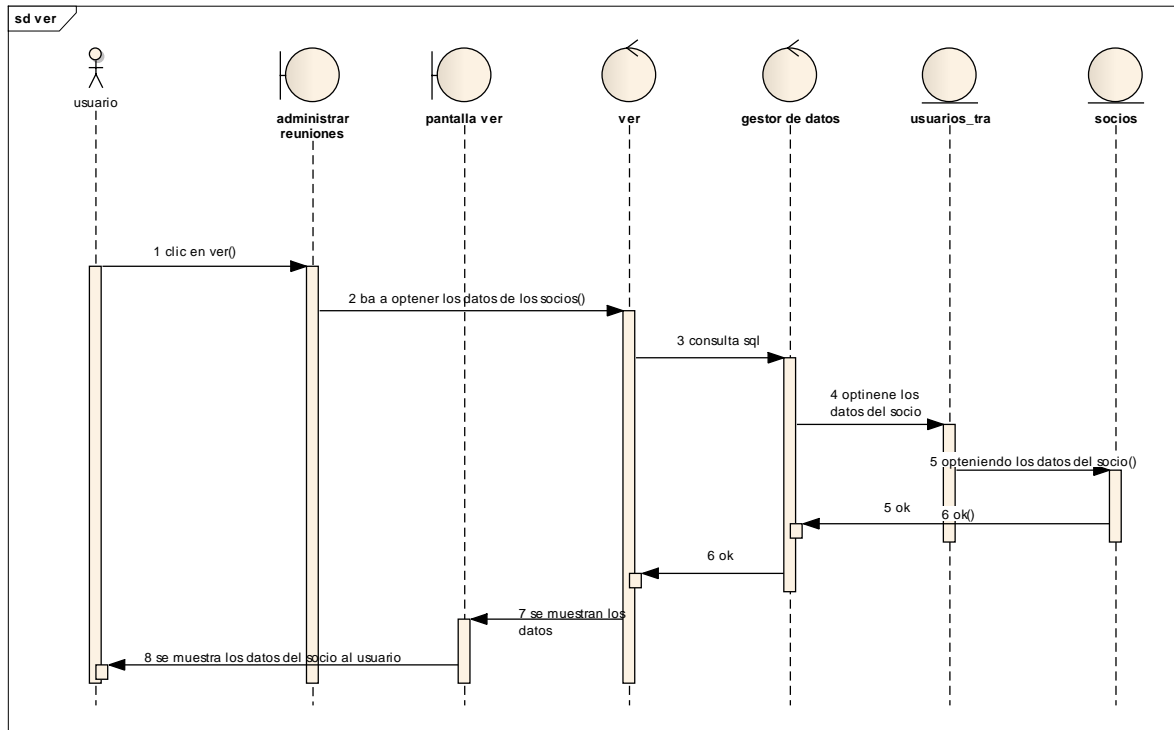 sd ver
usuario
administrar
reuniones
pantalla ver
ver
gestor de datos
usuarios_tra
socios
1 clic en ver()
2 ba a optener los datos de los socios()
3 consulta sql
4 optinene los
datos del socio
5 opteniendo los datos del socio()
5 ok
6 ok()
6 ok
7 se muestran los
datos
8 se muestra los datos del socio al usuario